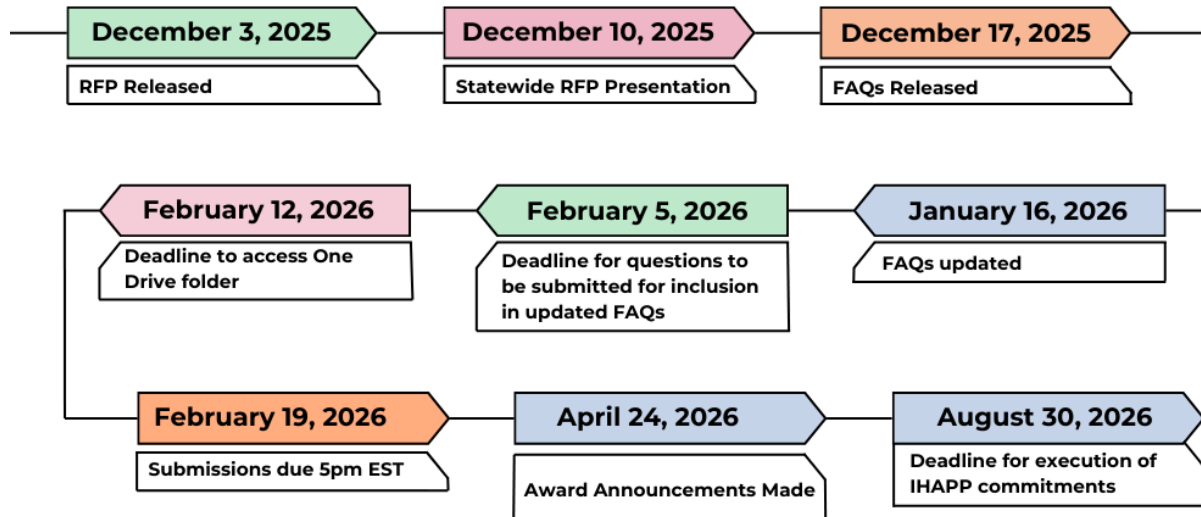 December 3, 2025
RFP Released
December 10, 2025
Statewide RFP Presentation
December 17, 2025
FAQs Released
January 16, 2026
FAQs updated
February 5, 2026
Deadline for questions to
be submitted for inclusion
in updated FAQs
February 12, 2026
Deadline to access One
Drive folder
February 19, 2026
Submissions due 5pm EST
April 24, 2026
Award Announcements Made
August 30, 2026
Deadline for execution of
IHAPP commitments